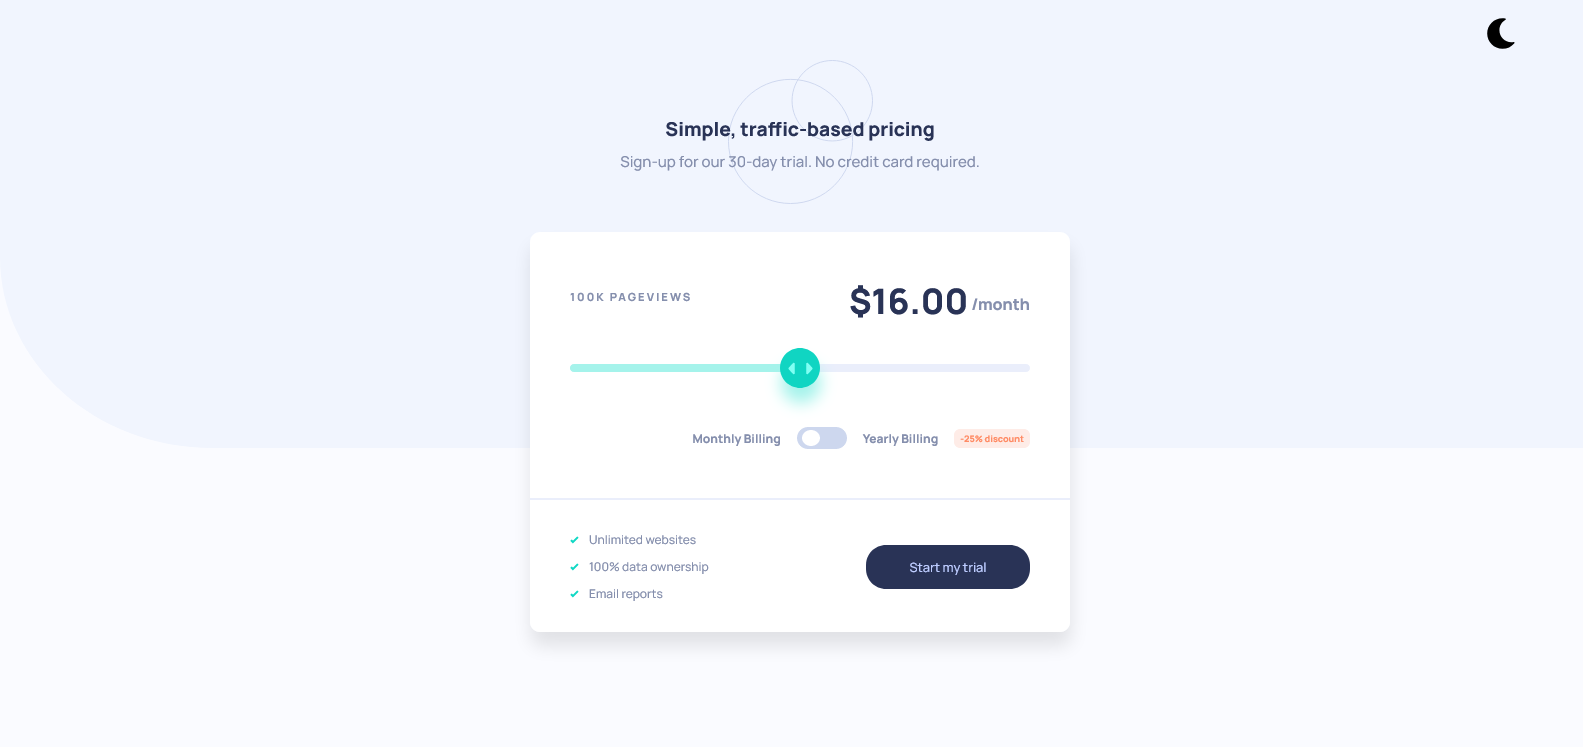 Simple, traffic-based pricing
Sign-up for our 30-day trial. No credit card required.
100K PAGEVIEWS
$16.00 /month
Monthly Billing
Yearly Billing
-25% discount
Unlimited websites
100% data ownership
Email reports
Start my trial